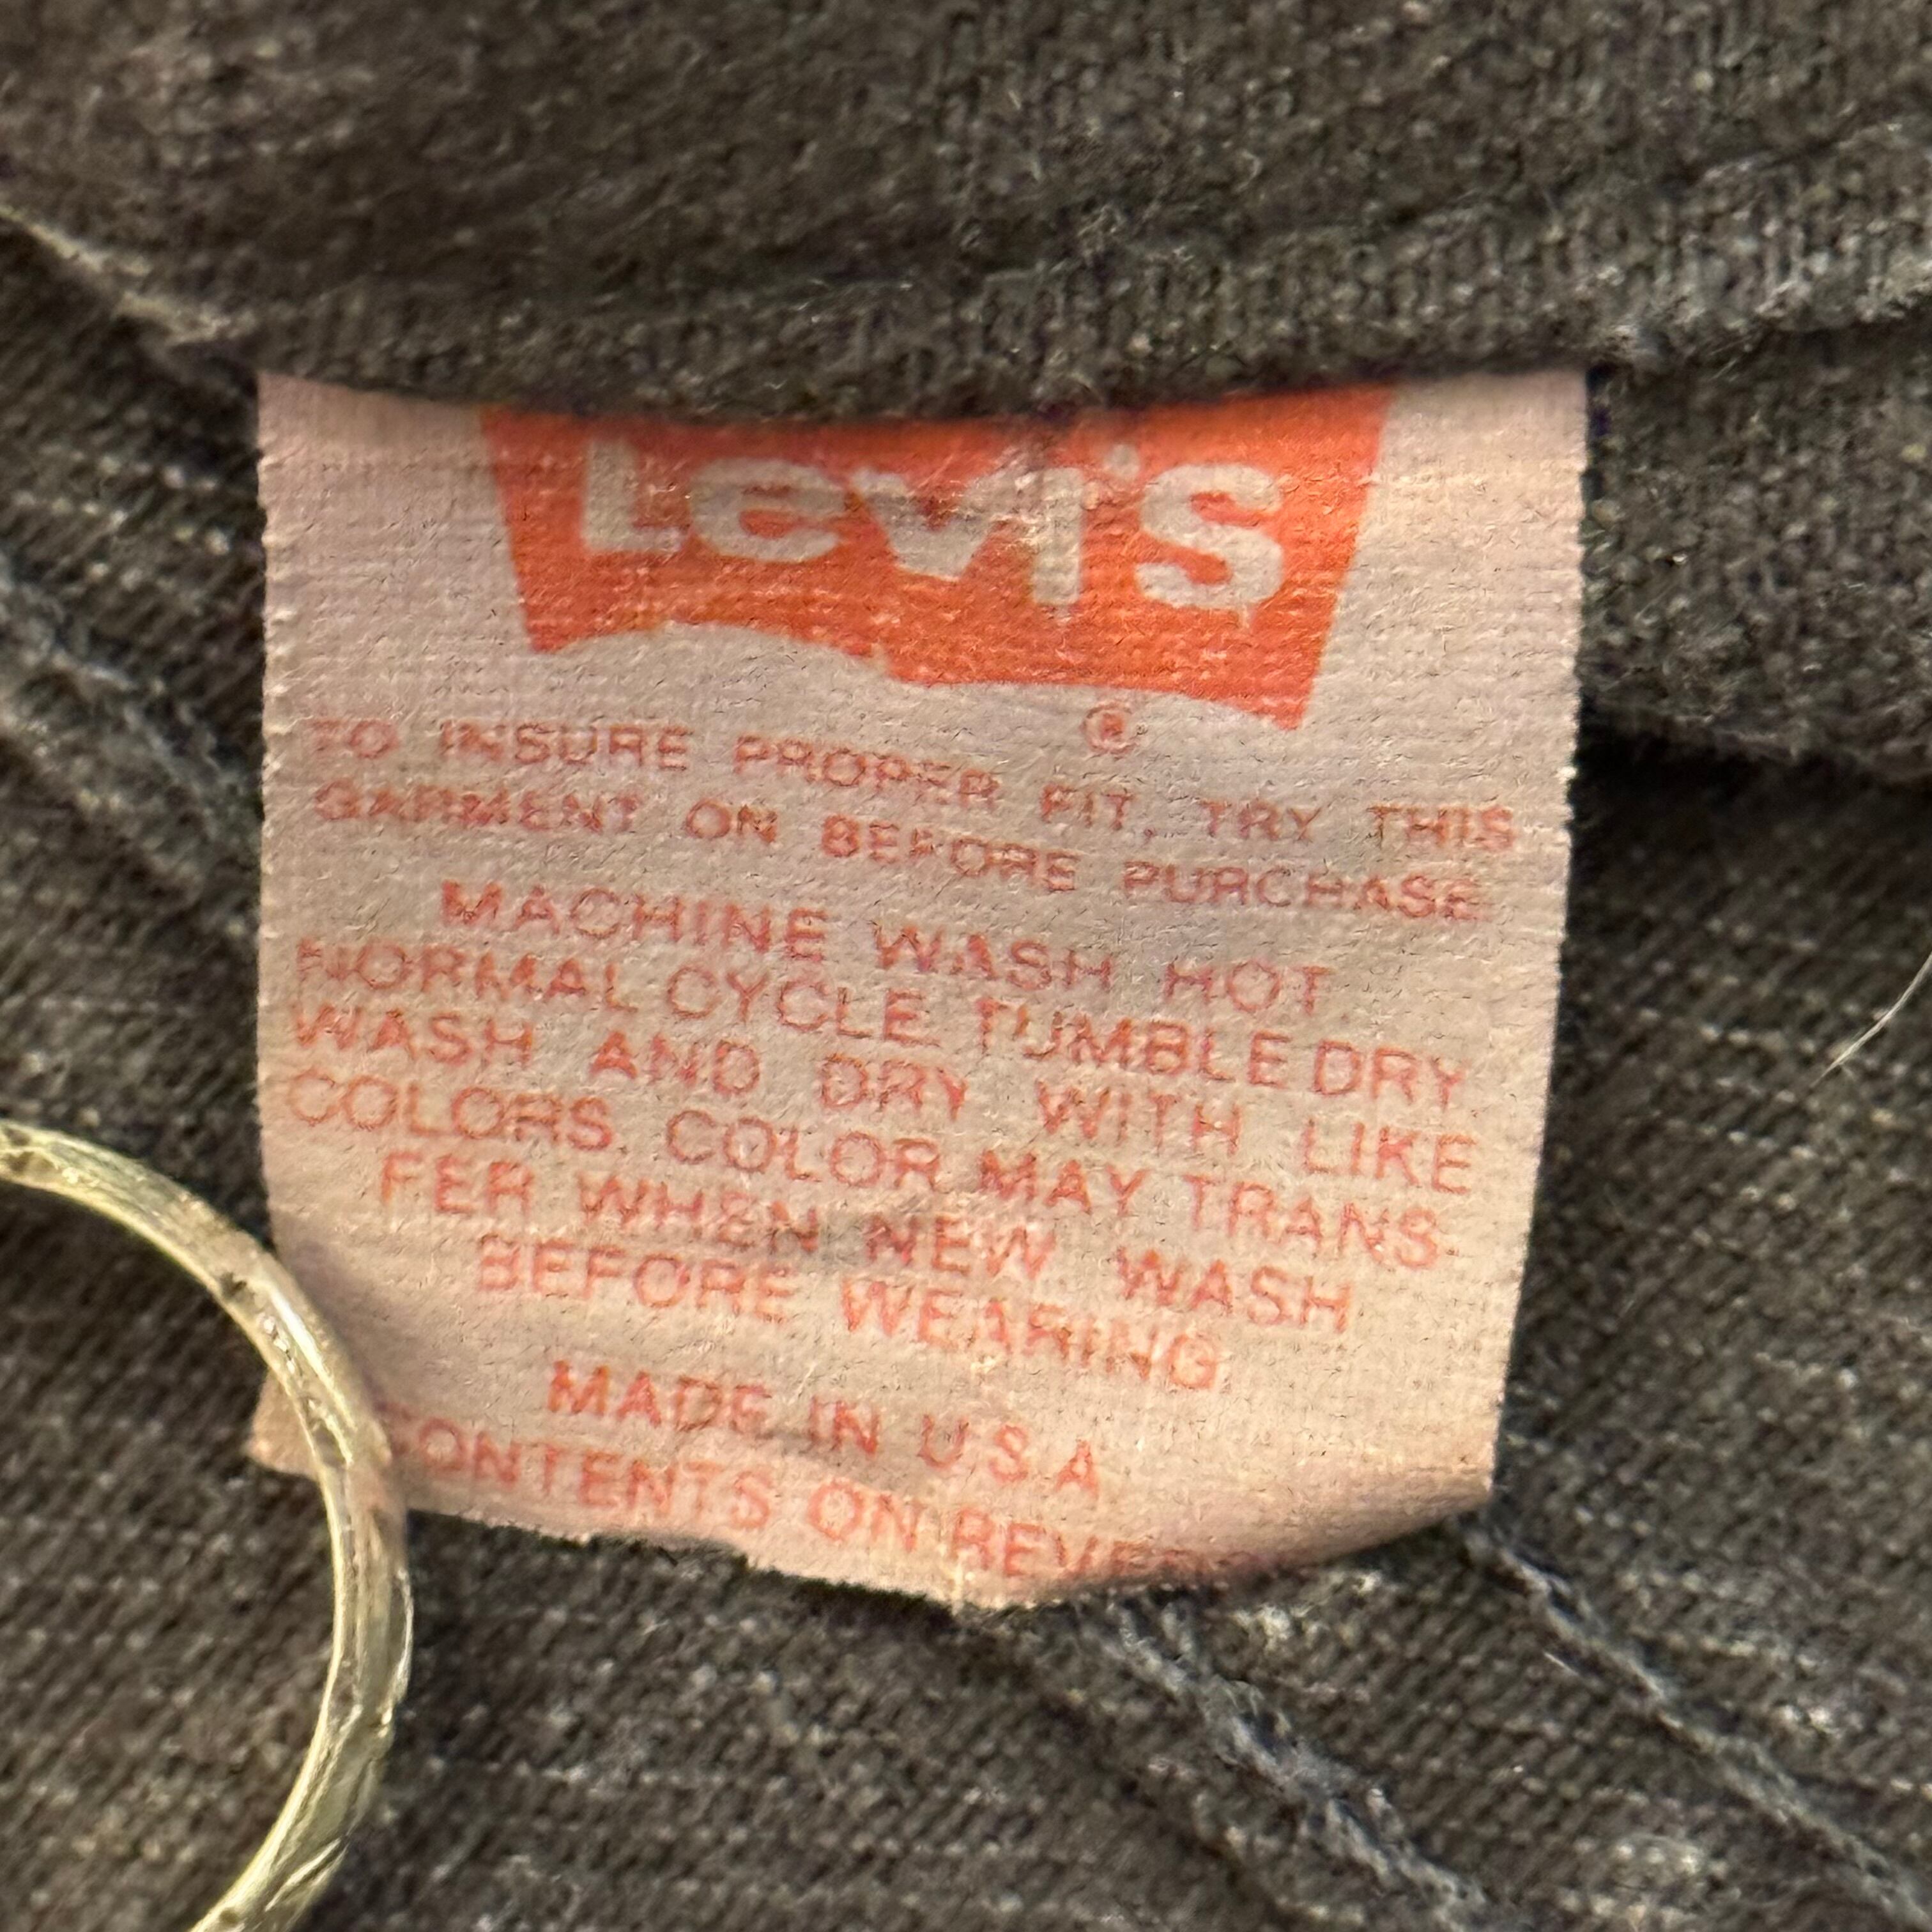 Levi's
®
TO INSURE PROPER FIT, TRY THIS
GARMENT ON BEFORE PURCHASE
MACHINE WASH HOT
NORMAL CYCLE TUMBLE DRY
WASH AND DRY WITH LIKE
COLORS. COLOR MAY TRANS-
FER WHEN NEW WASH
BEFORE WEARING
MADE IN U S A
CONTENTS ON REVERSE